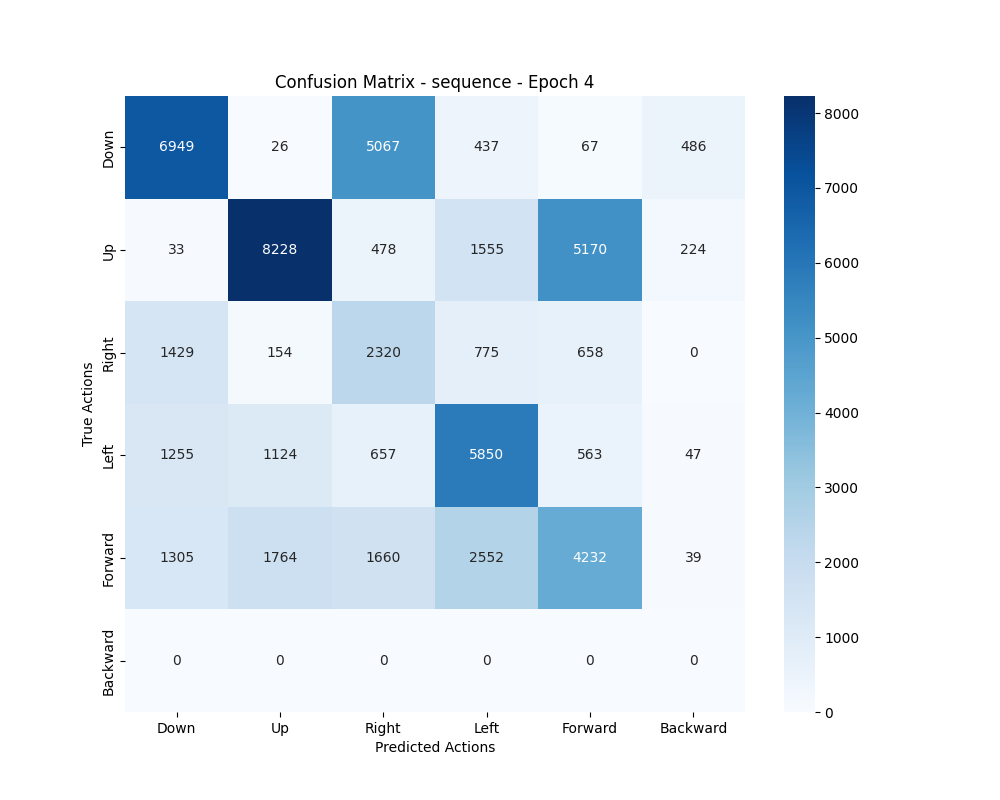 Confusion Matrix - sequence - Epoch 4
True Actions
Down 6949 26 5067 437 67 486
Up 33 8228 478 1555 5170 224
Right 1429 154 2320 775 658 0
Left 1255 1124 657 5850 563 47
Forward 1305 1764 1660 2552 4232 39
Backward 0 0 0 0 0 0
Down Up Right Left Forward Backward
Predicted Actions
8000
7000
6000
5000
4000
3000
2000
1000
0